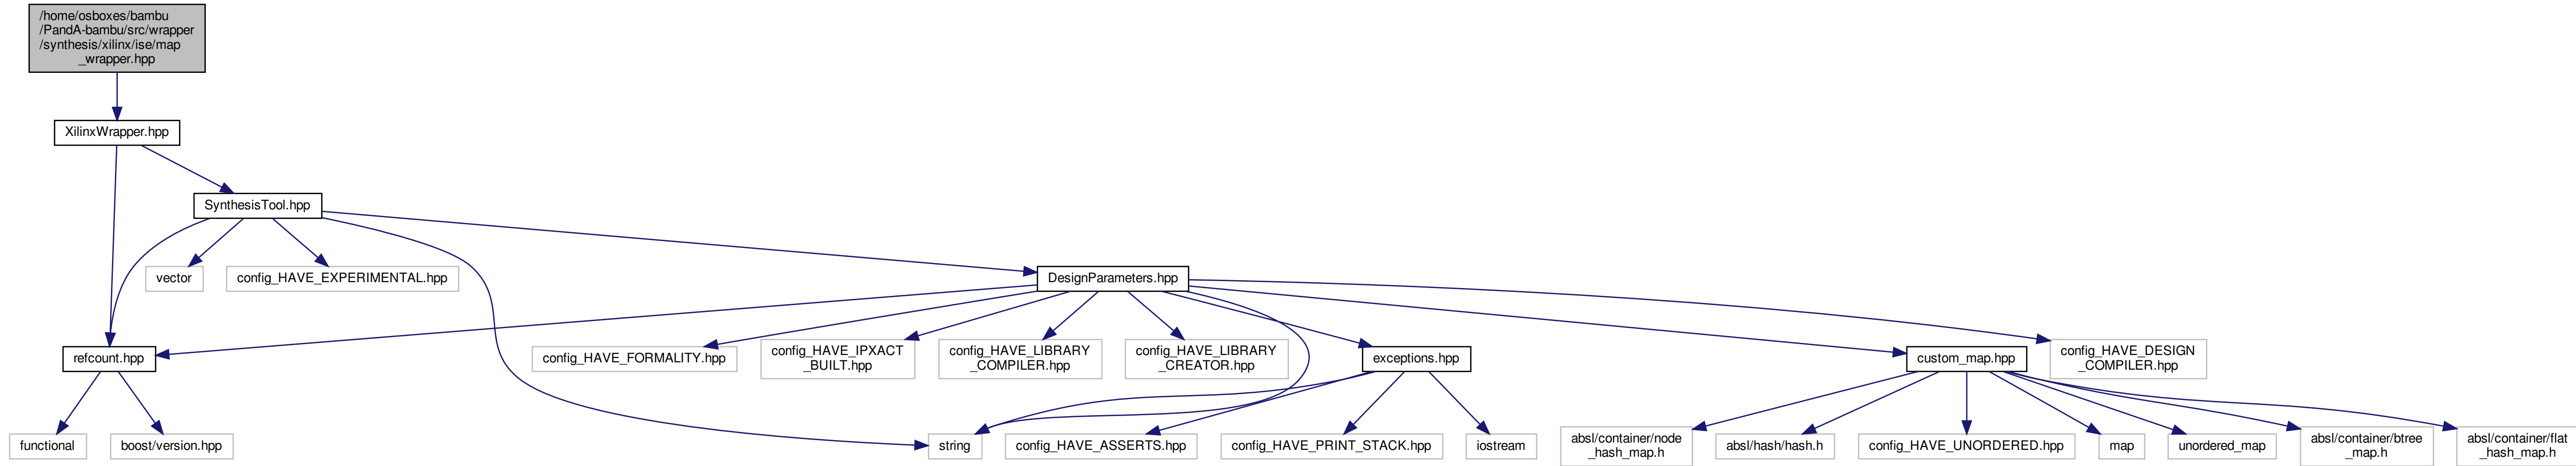 /home/osboxes/bambu
/PandA-bambu/src/wrapper
/synthesis/xilinx/ise/map
_wrapper.hpp
XilinxWrapper.hpp
SynthesisTool.hpp
vector
config_HAVE_EXPERIMENTAL.hpp
DesignParameters.hpp
refcount.hpp
config_HAVE_FORMALITY.hpp
config_HAVE_IPXACT
_BUILT.hpp
config_HAVE_LIBRARY
_COMPILER.hpp
config_HAVE_LIBRARY
_CREATOR.hpp
exceptions.hpp
custom_map.hpp
config_HAVE_DESIGN
_COMPILER.hpp
functional
boost/version.hpp
string
config_HAVE_ASSERTS.hpp
config_HAVE_PRINT_STACK.hpp
iostream
absl/container/node
_hash_map.h
absl/hash/hash.h
config_HAVE_UNORDERED.hpp
map
unordered_map
absl/container/btree
_map.h
absl/container/flat
_hash_map.h